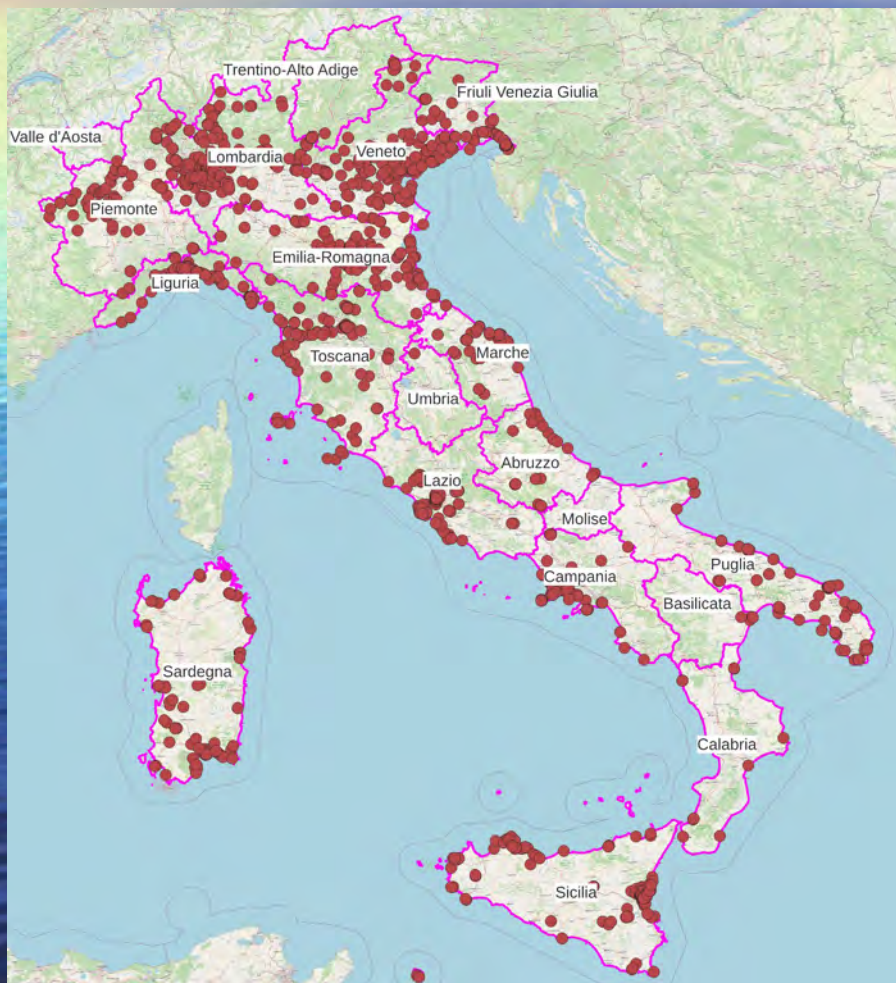 Trentino-Alto Adige
Friuli Venezia Giulia
Valle d'Aosta
Lombardia
Veneto
Piemonte
Emilia-Romagna
Liguria
Toscana
Marche
Umbria
Abruzzo
Lazio
Molise
Puglia
Campania
Basilicata
Sardegna
Calabria
Sicilia